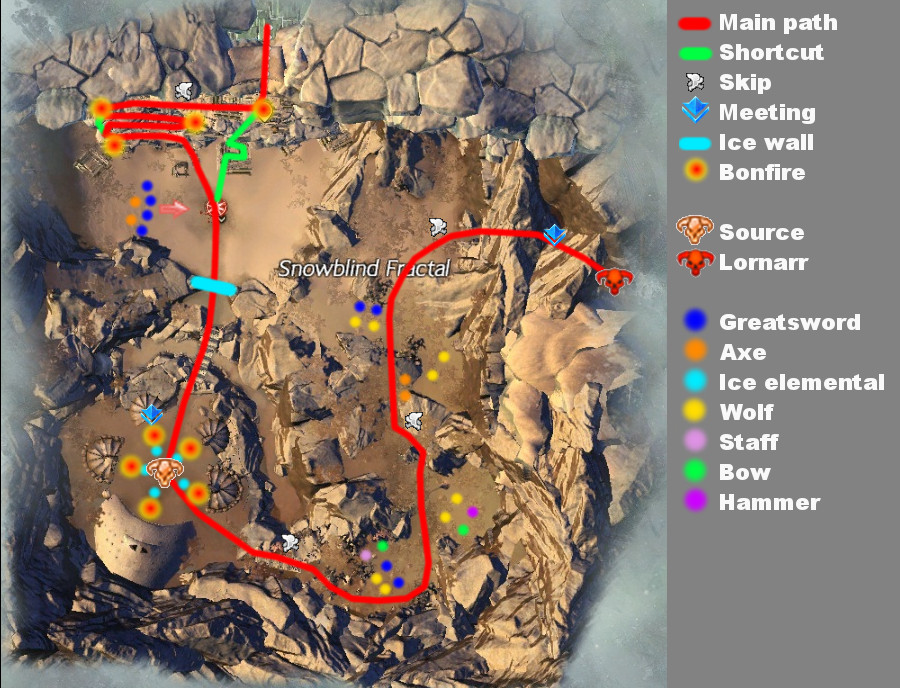 Main path
Shortcut
Skip
Meeting
Ice wall
Bonfire
Source
Lornarr
Snowblind Fractal
Greatsword
Axe
Ice elemental
Wolf
Staff
Bow
Hammer